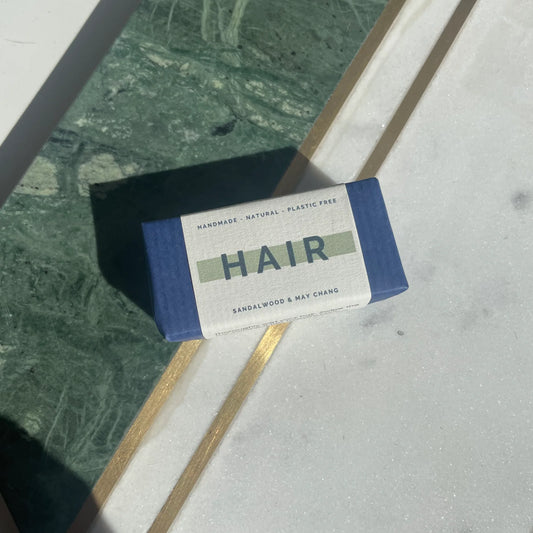 HANDMADE - NATURAL - PLASTIC FREE
HAIR
SANDALWOOD & MAY CHANG